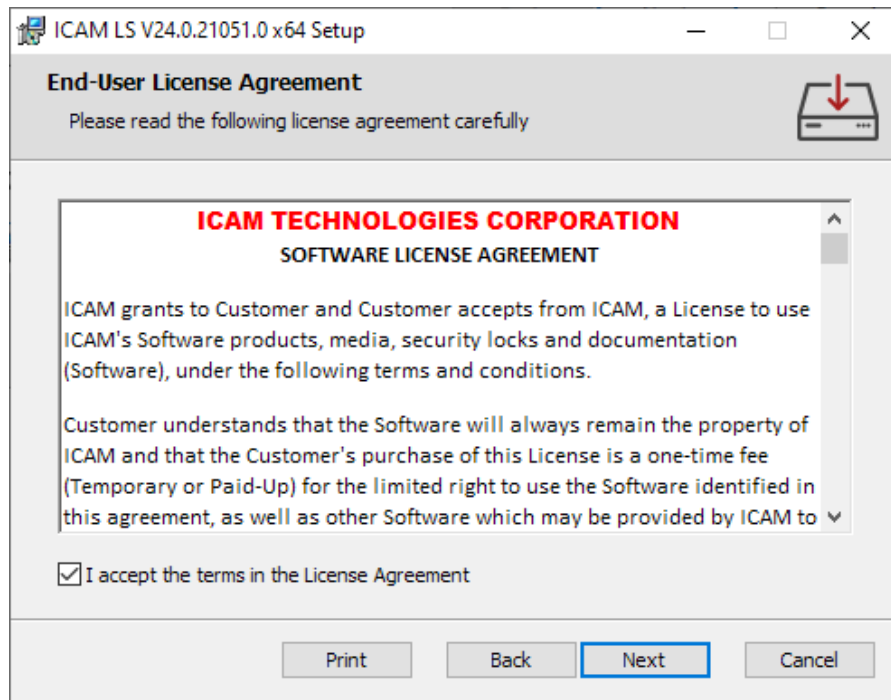 ICAM LS V24.0.21051.0 x64 Setup
End-User License Agreement
Please read the following license agreement carefully
ICAM TECHNOLOGIES CORPORATION
SOFTWARE LICENSE AGREEMENT
ICAM grants to Customer and Customer accepts from ICAM, a License to use
ICAM's Software products, media, security locks and documentation
(Software), under the following terms and conditions.
Customer understands that the Software will always remain the property of
ICAM and that the Customer's purchase of this License is a one-time fee
(Temporary or Paid-Up) for the limited right to use the Software identified in
this agreement, as well as other Software which may be provided by ICAM to
I accept the terms in the License Agreement
Print Back Next Cancel